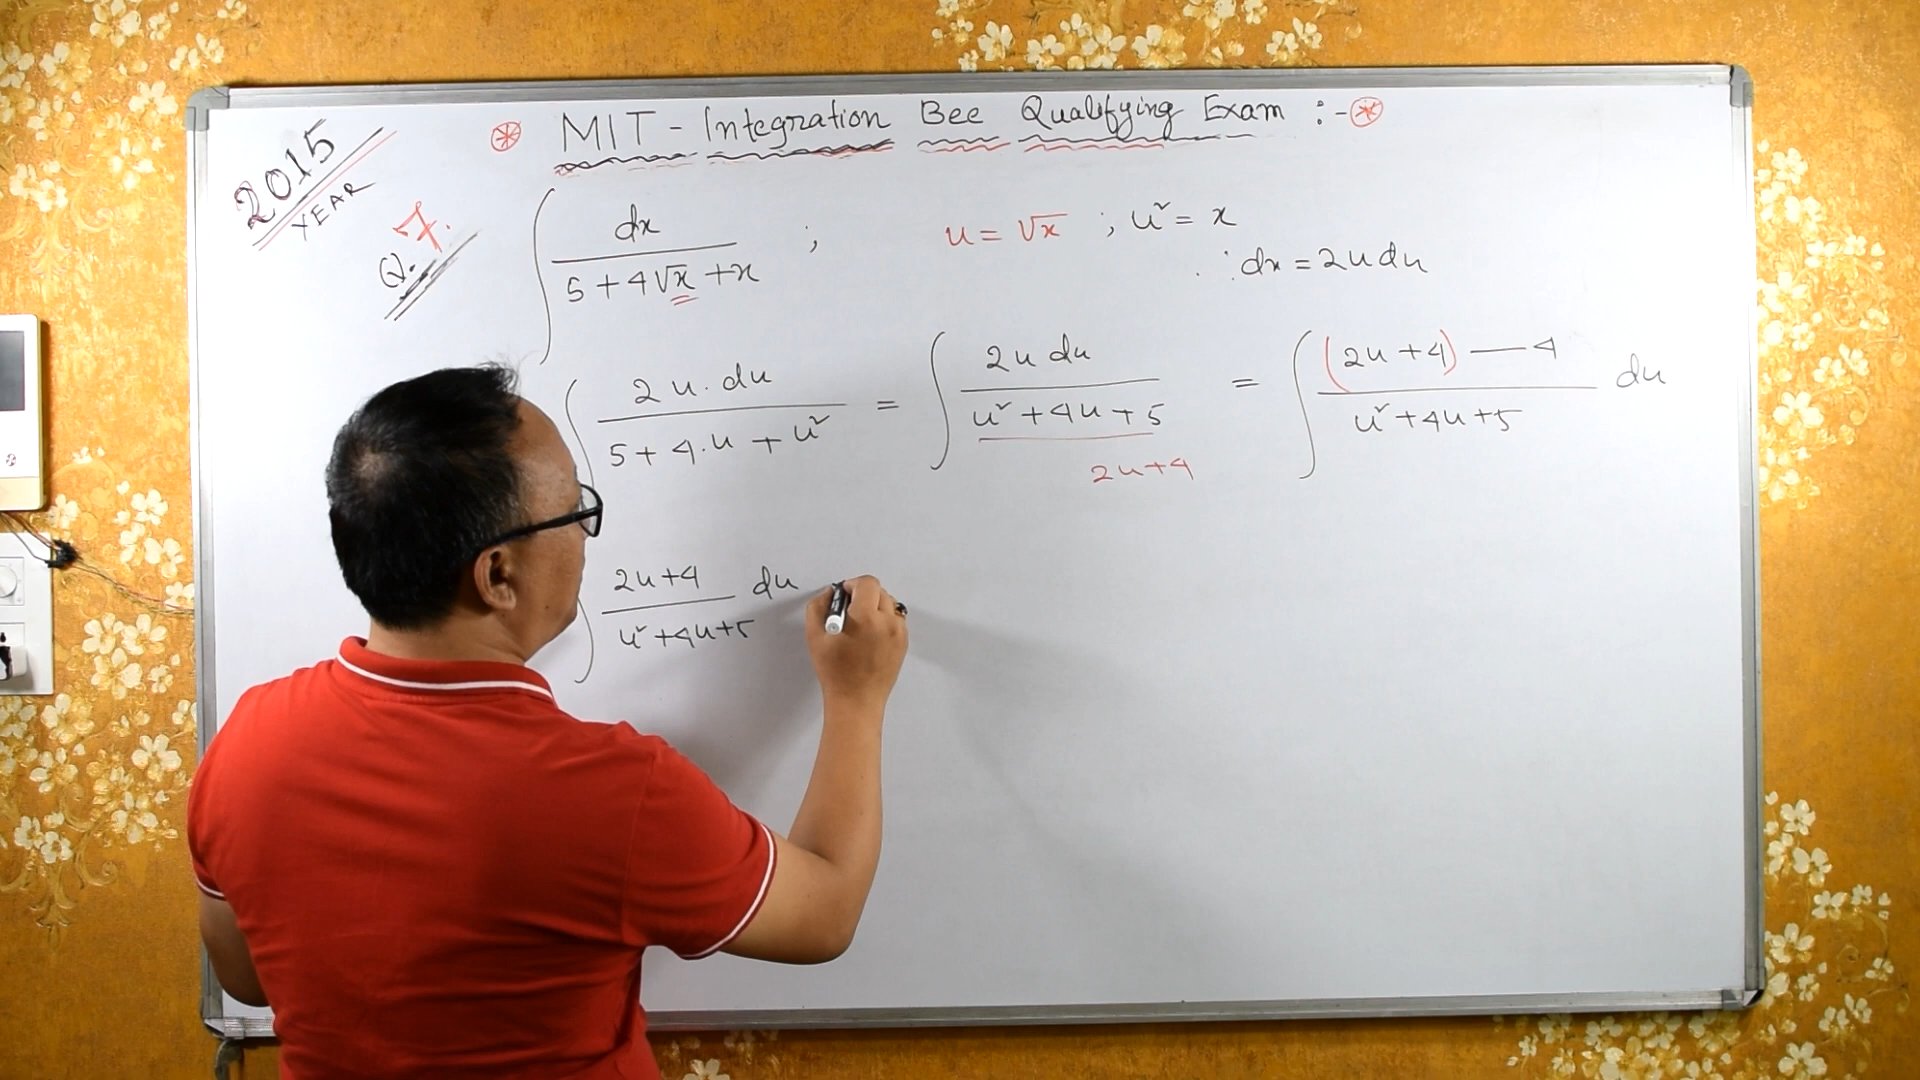 MIT - Integration Bee Qualifying Exam :-
2015
YEAR
Q. 7.
∫ dx / (5 + 4√x + x) ; u = √x ; u² = x
∴ dx = 2u du
∫ 2u. du / (5 + 4.u + u²) = ∫ 2u du / (u² + 4u + 5) = ∫ ((2u + 4) — 4) / (u² + 4u + 5) du
2u+4
∫ (2u+4) / (u² + 4u + 5) du